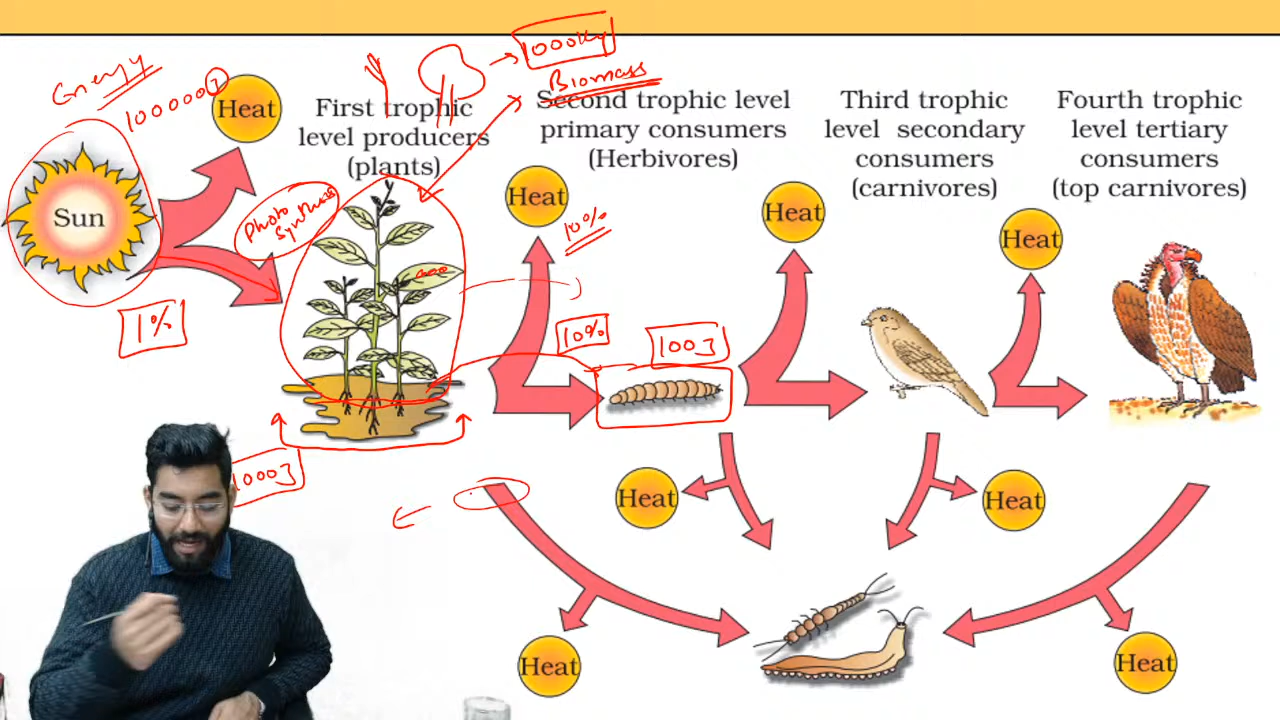 Energy
100000J
Heat
Sun
1%
Photo
Synthesis
First trophic
level producers
(plants)
1000J
1000Kg
Biomass
Second trophic level
primary consumers
(Herbivores)
Heat
10%
10%
100J
Third trophic
level secondary
consumers
(carnivores)
Heat
Fourth trophic
level tertiary
consumers
(top carnivores)
Heat
Heat
Heat
Heat
Heat